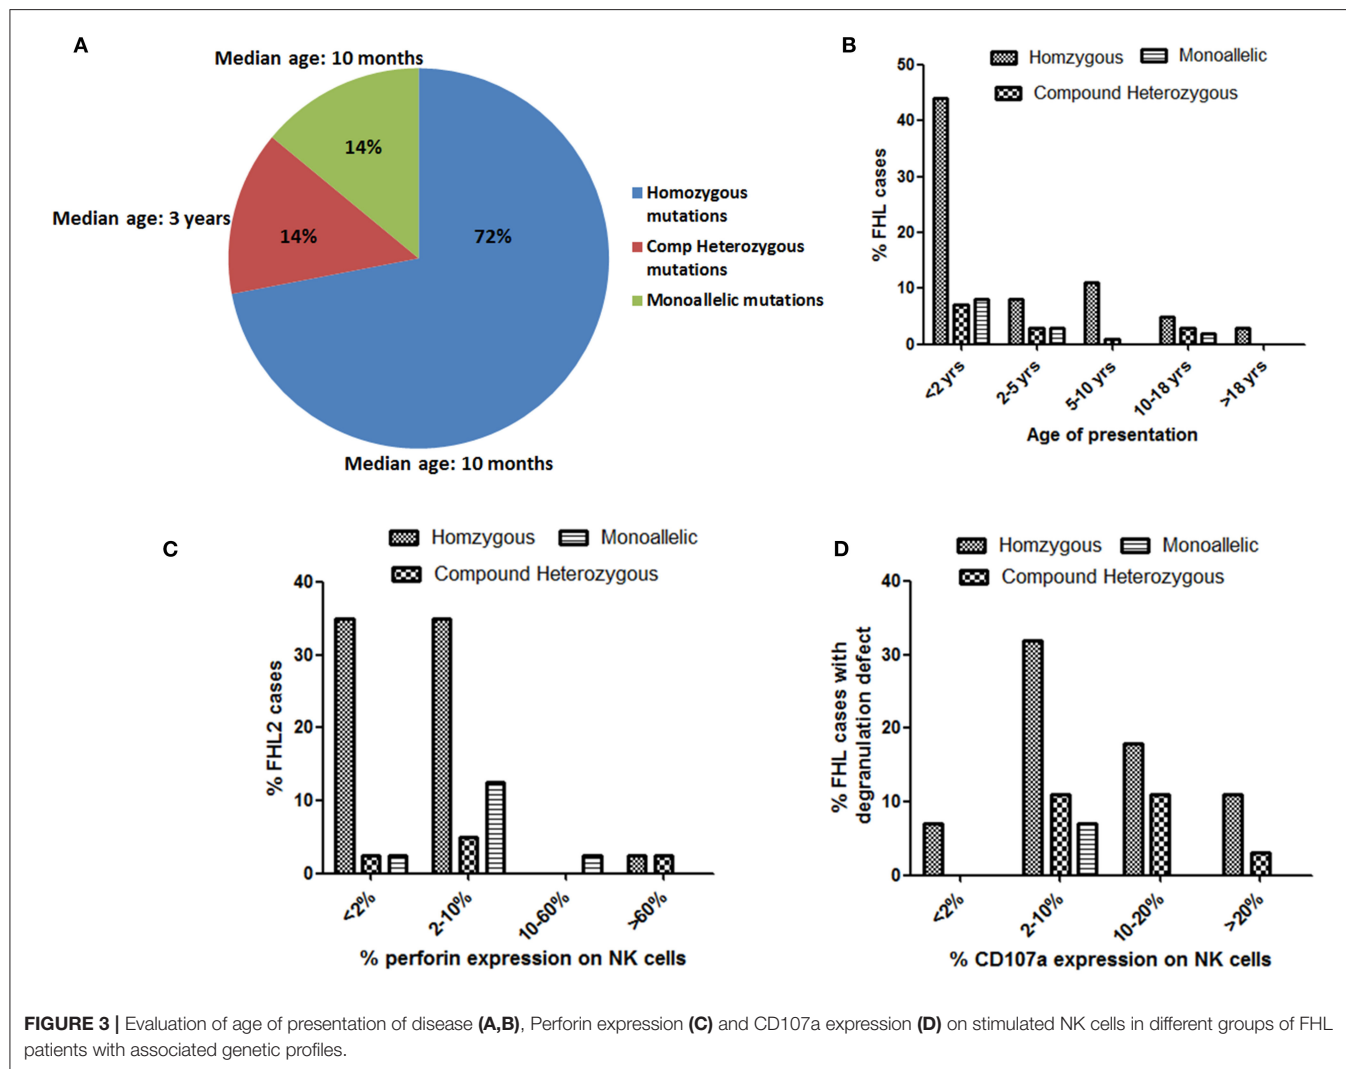 A
Median age: 10 months
14%
Median age: 3 years
14%
72%
Median age: 10 months
Homozygous
mutations
Comp Heterozygous
mutations
Monoallelic mutations
B
Homzygous
Monoallelic
Compound Heterozygous
% FHL cases
50
40
30
20
10
0
<2 yrs
2-5 yrs
5-10 yrs
10-18 yrs
>18 yrs
Age of presentation
C
Homzygous
Monoallelic
Compound Heterozygous
% FHL2 cases
40
30
20
10
0
<2%
2-10%
10-60%
>60%
% perforin expression on NK cells
D
Homzygous
Monoallelic
Compound Heterozygous
% FHL cases with
degranulation defect
40
30
20
10
0
<2%
2-10%
10-20%
>20%
% CD107a expression on NK cells
FIGURE 3 | Evaluation of age of presentation of disease (A,B), Perforin expression (C) and CD107a expression (D) on stimulated NK cells in different groups of FHL
patients with associated genetic profiles.